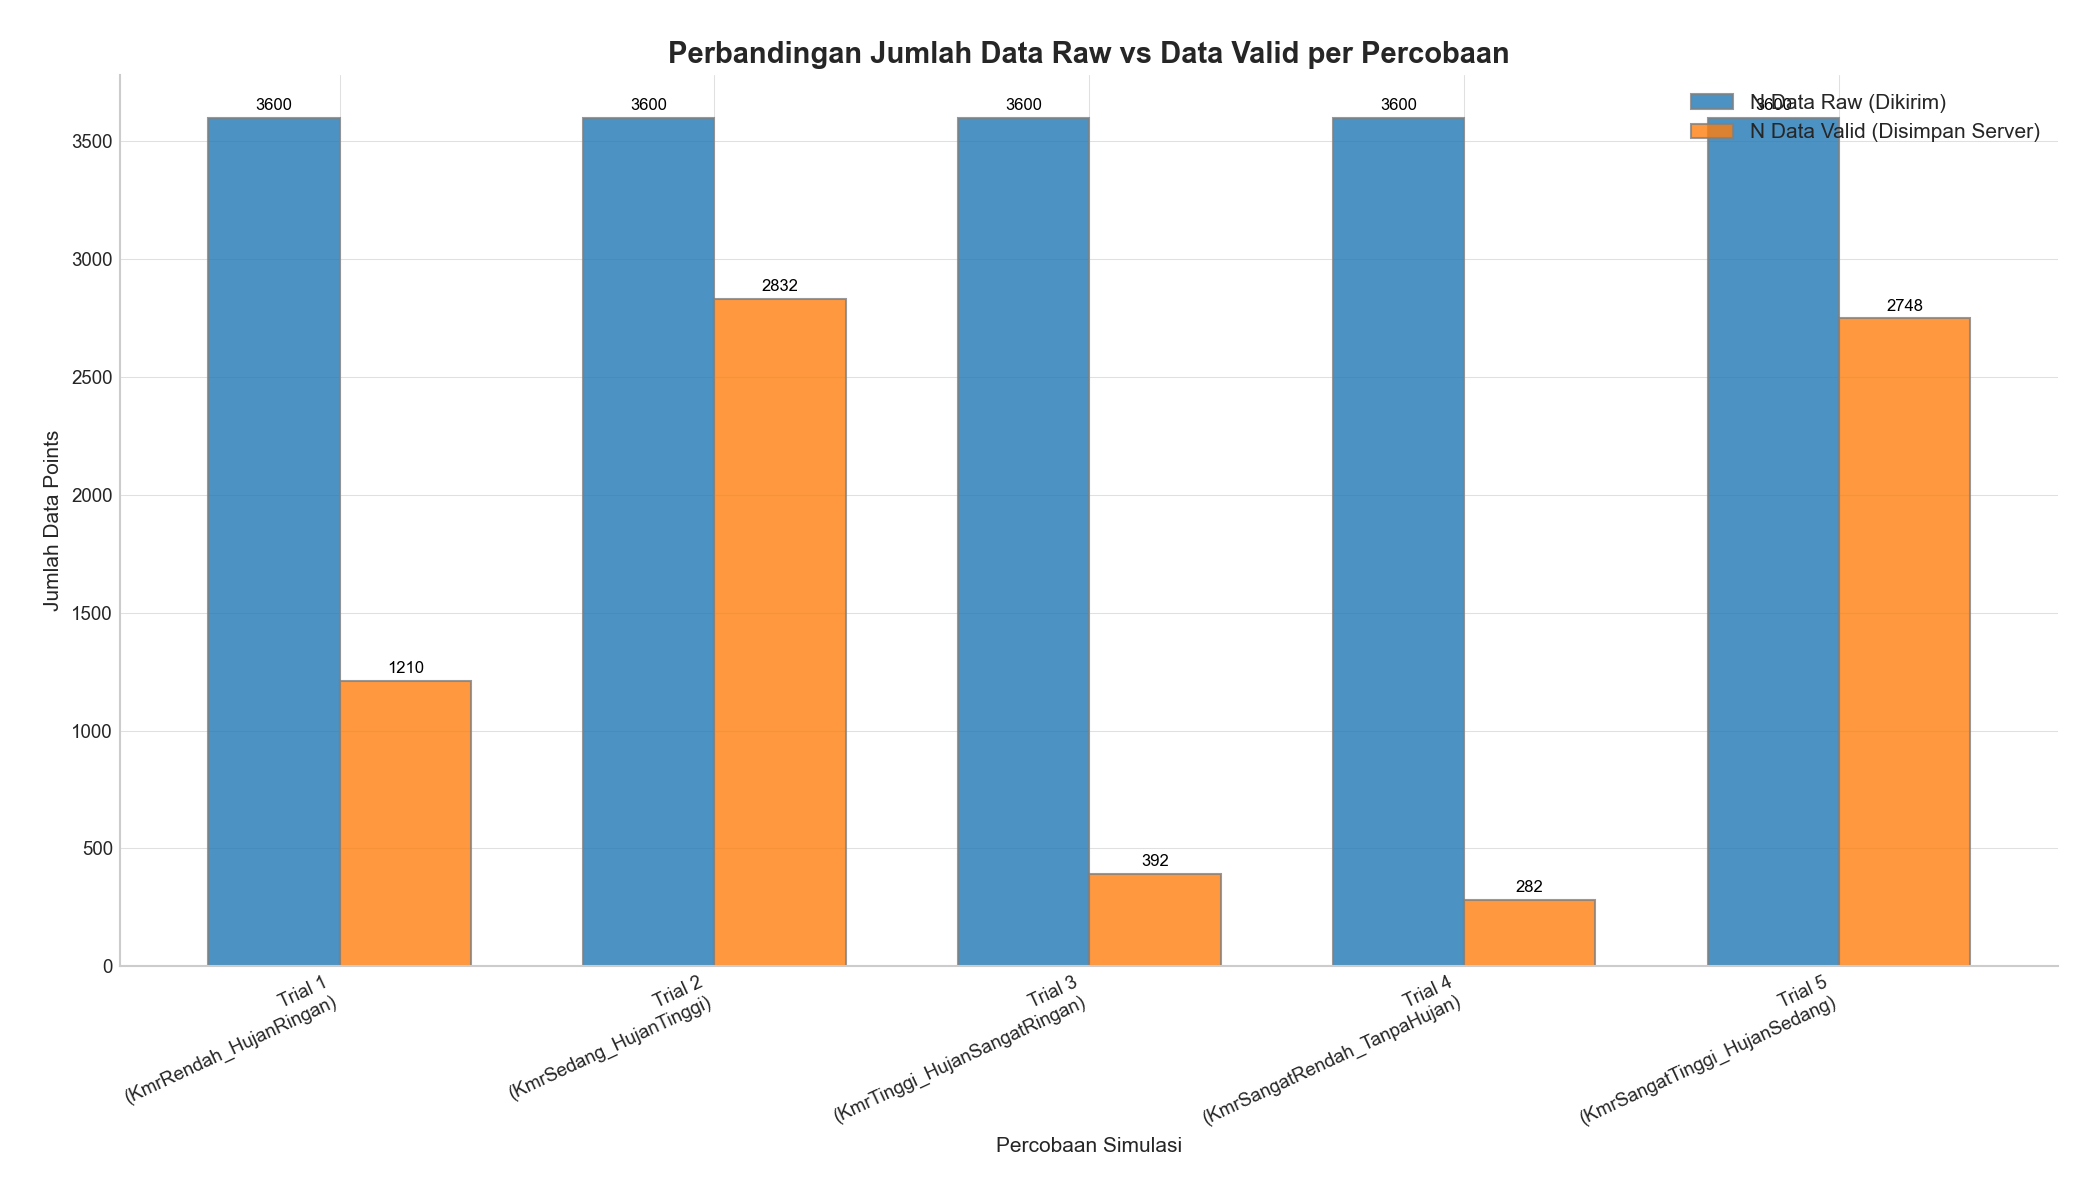 Perbandingan Jumlah Data Raw vs Data Valid per Percobaan
N Data Raw (Dikirim)
N Data Valid (Disimpan Server)
3600
3600
3600
3600
3600
1210
2832
392
282
2748
Jumlah Data Points
3500
3000
2500
2000
1500
1000
500
0
Trial 1
(KmrRendah_HujanRingan)
Trial 2
(KmrSedang_HujanTinggi)
Trial 3
(KmrTinggi_HujanSangatRingan)
Trial 4
(KmrSangatRendah_TanpaHujan)
Trial 5
(KmrSangatTinggi_HujanSedang)
Percobaan Simulasi